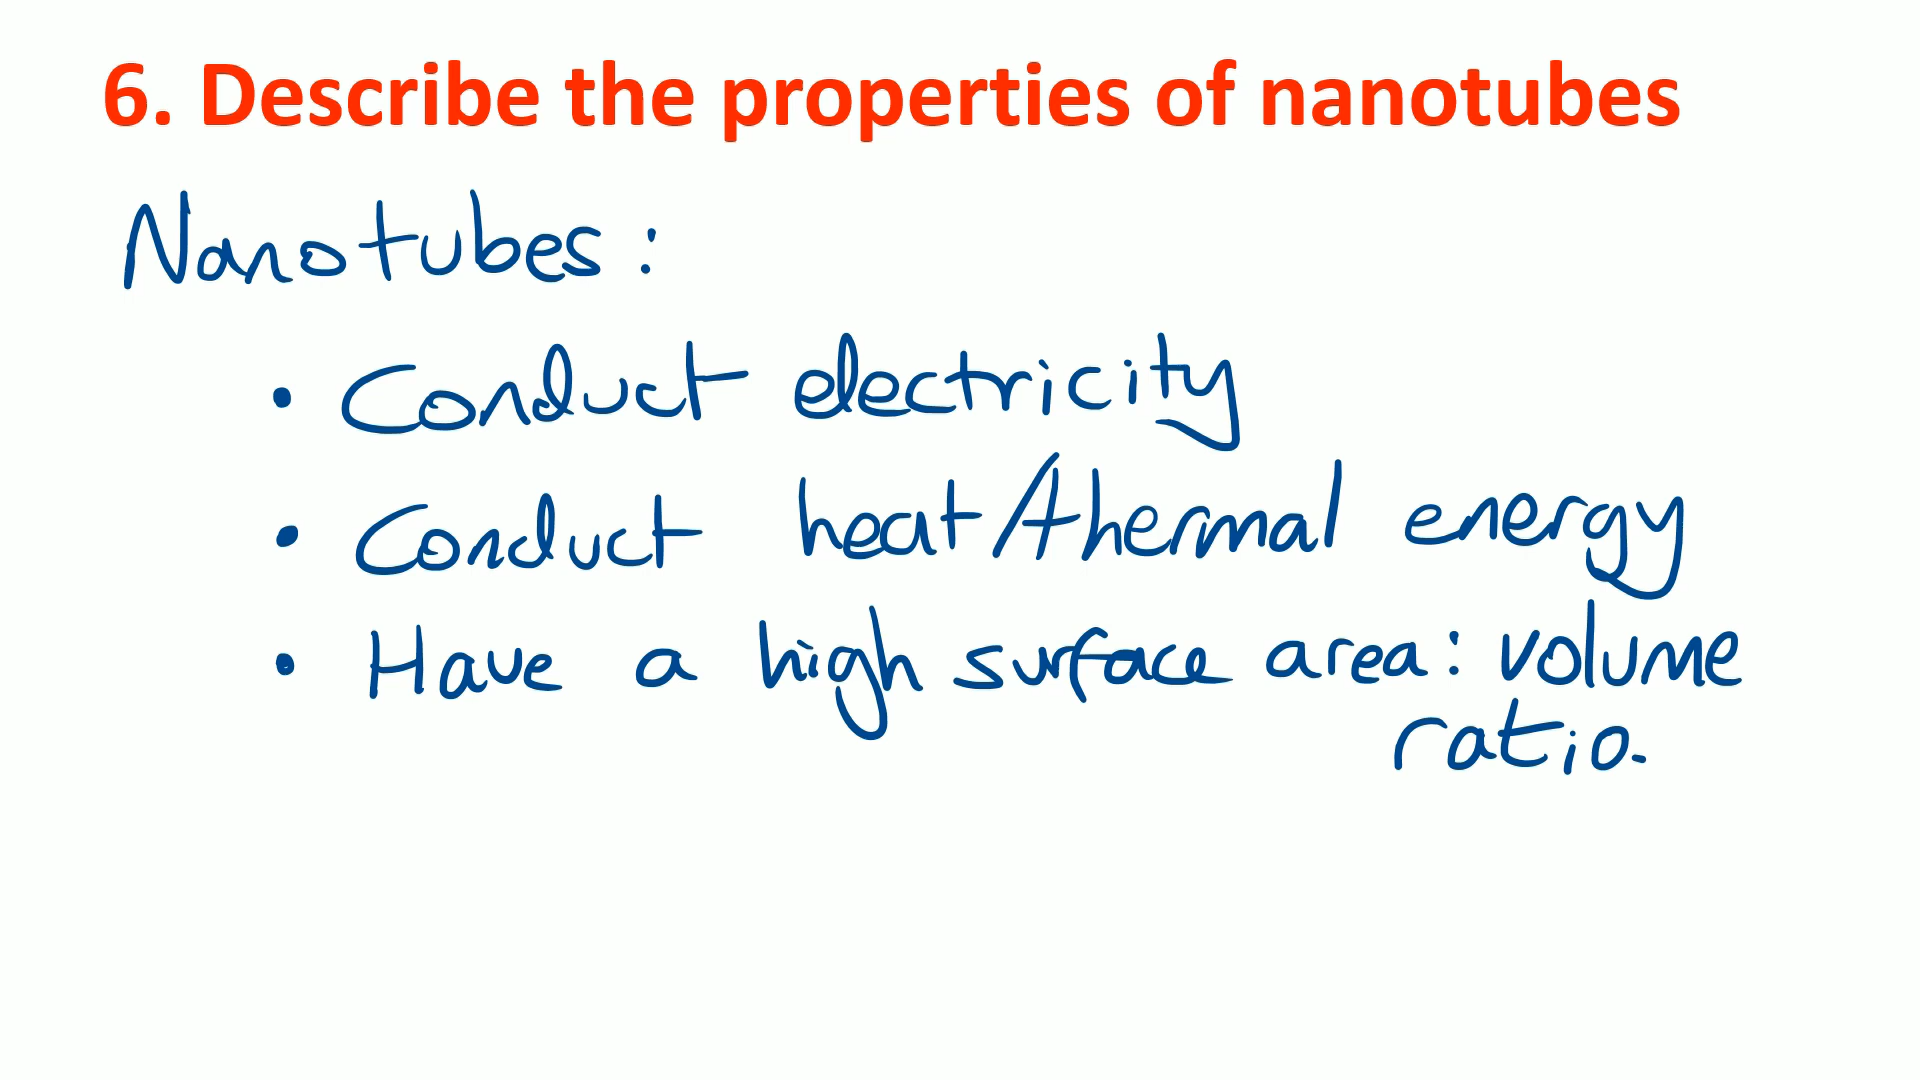 6. Describe the properties of nanotubes
Nanotubes:
• Conduct electricity
• Conduct heat/thermal energy
• Have a high surface area: volume
ratio.